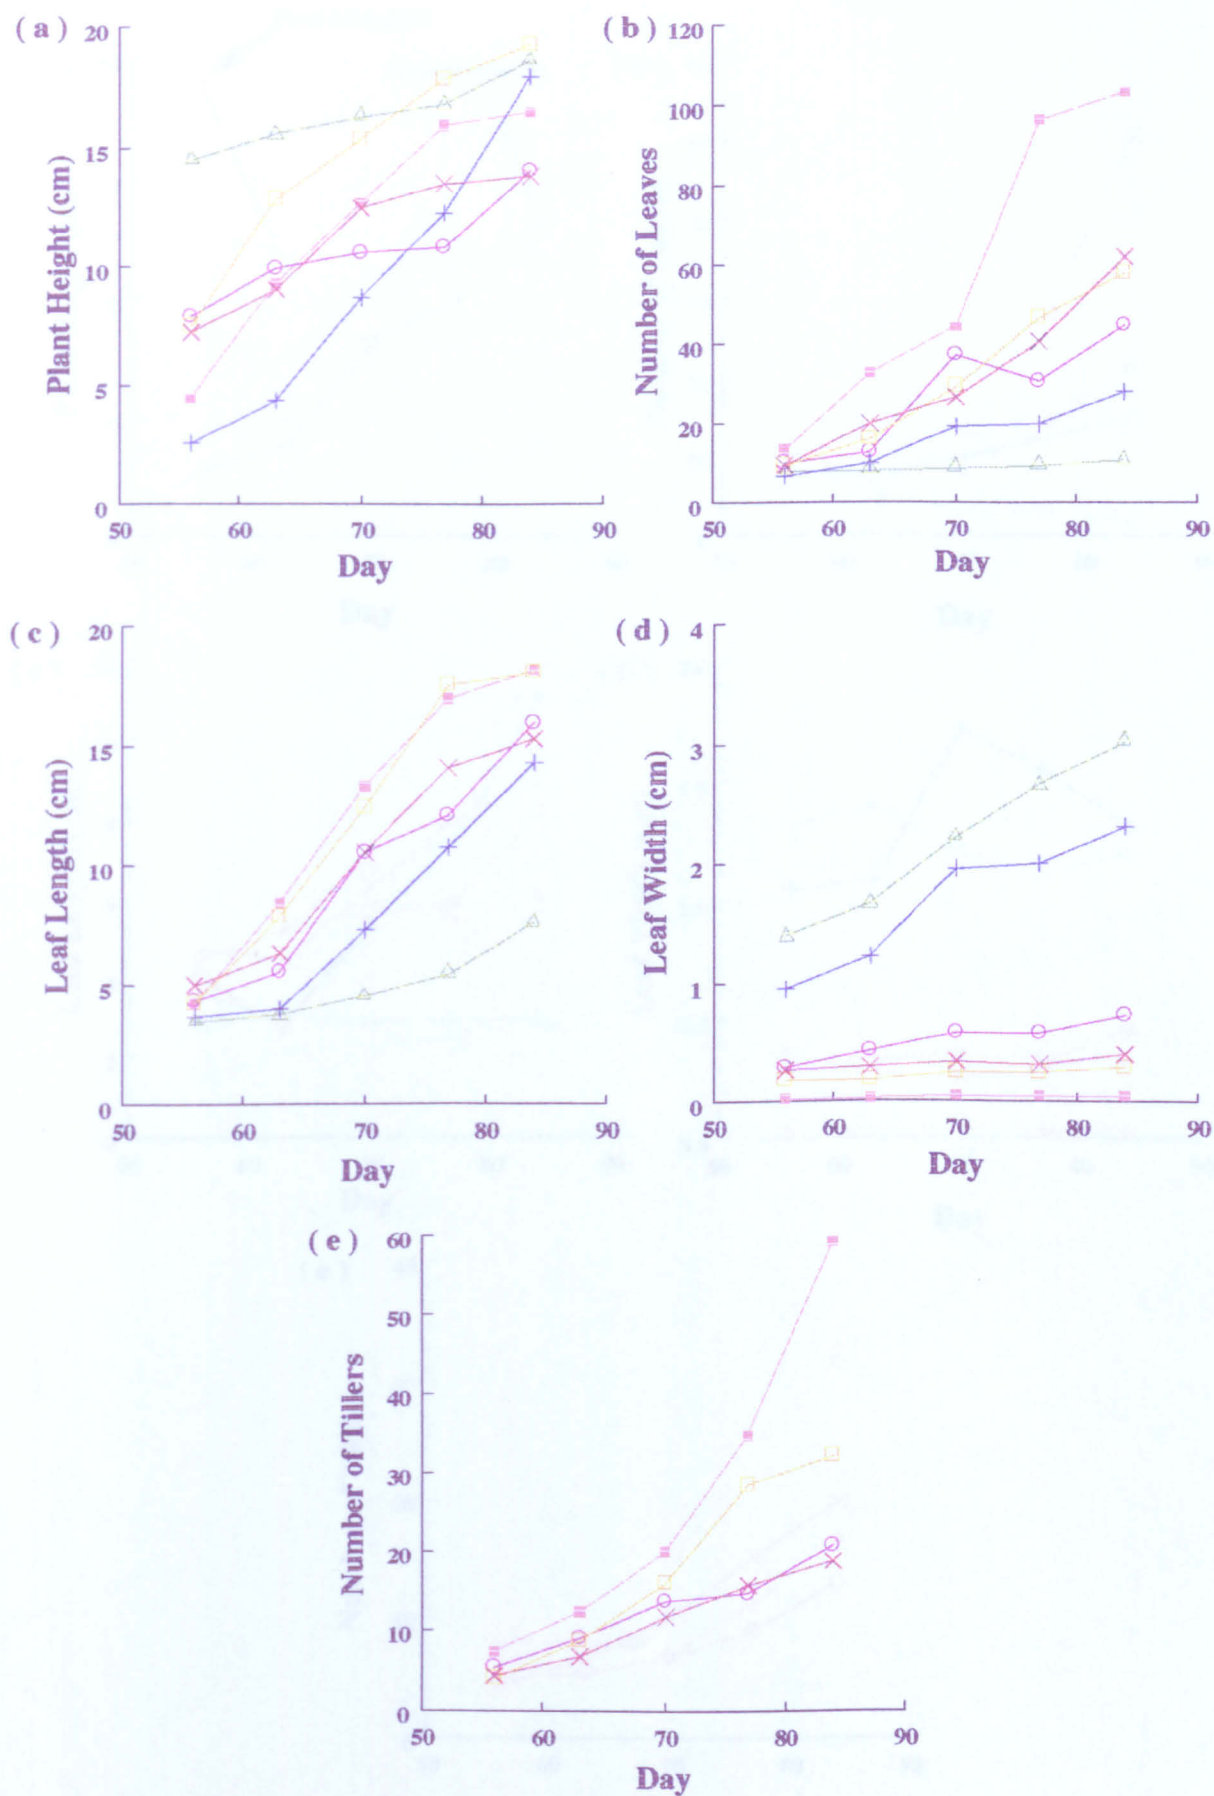 ( a )
20
15
10
5
0
Plant Height (cm)
50 60 70 80 90
Day
( b )
120
100
80
60
40
20
0
Number of Leaves
50 60 70 80 90
Day
( c )
20
15
10
5
0
Leaf Length (cm)
50 60 70 80 90
Day
( d )
4
3
2
1
0
Leaf Width (cm)
50 60 70 80 90
Day
( e )
60
50
40
30
20
10
0
Number of Tillers
50 60 70 80 90
Day